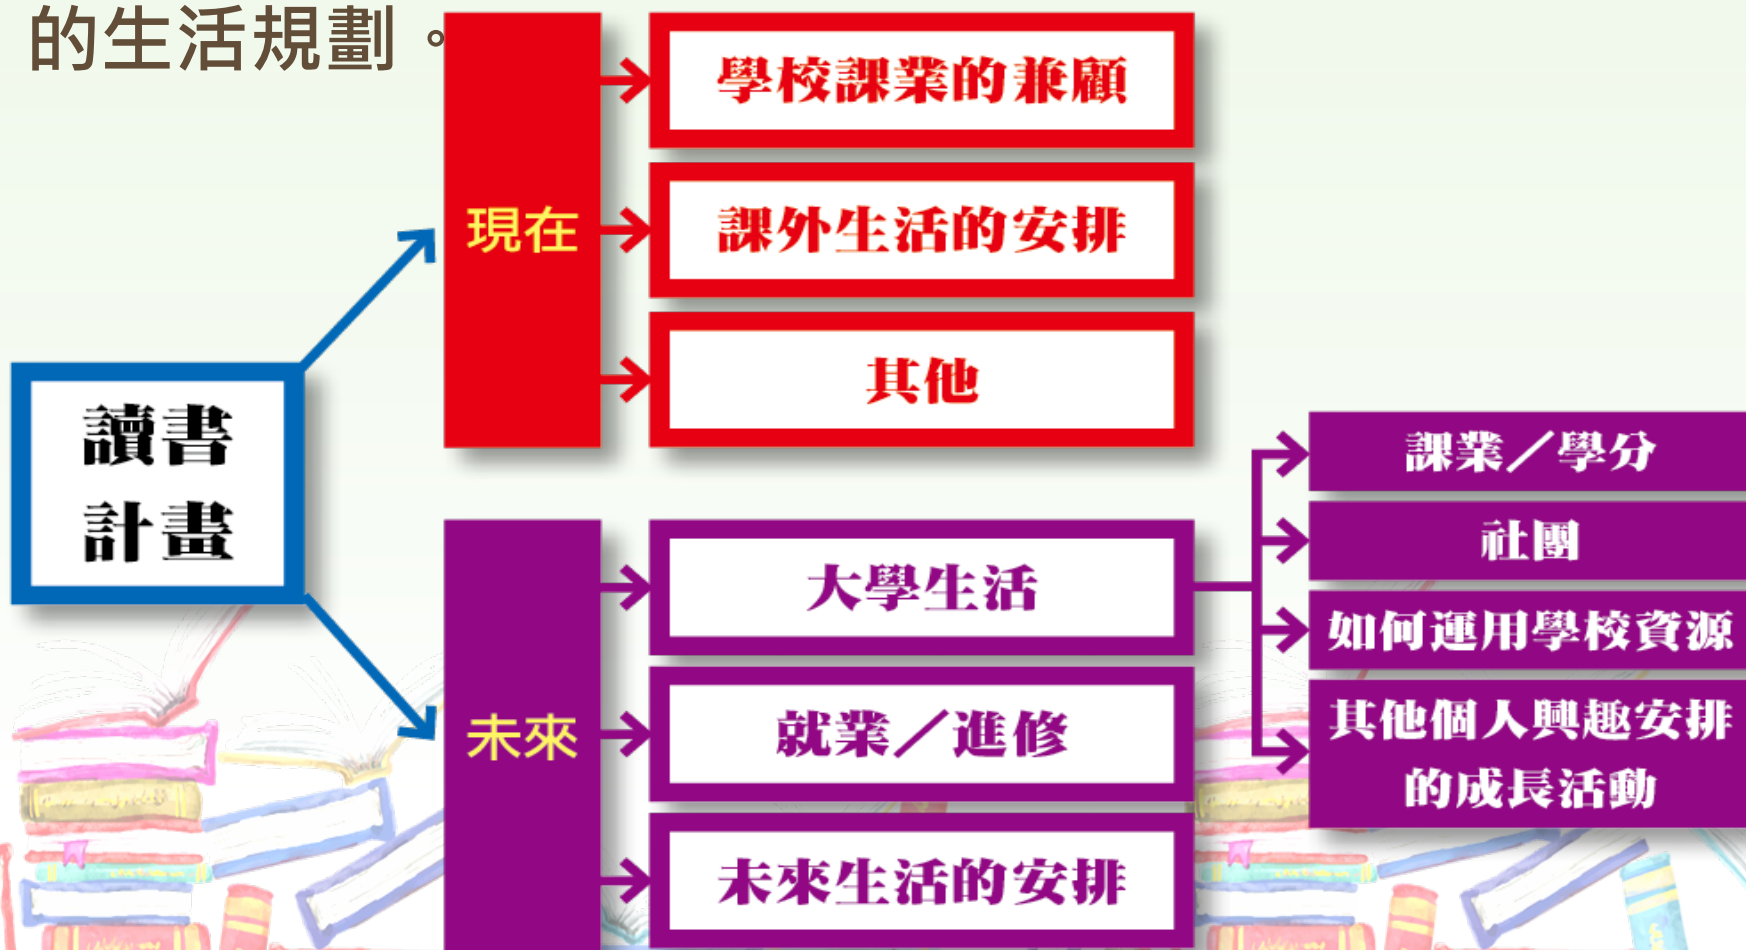 的生活規劃。
讀書
計畫
現在
學校課業的兼顧
課外生活的安排
其他
未來
大學生活
課業／學分
社團
如何運用學校資源
其他個人興趣安排
的成長活動
就業／進修
未來生活的安排